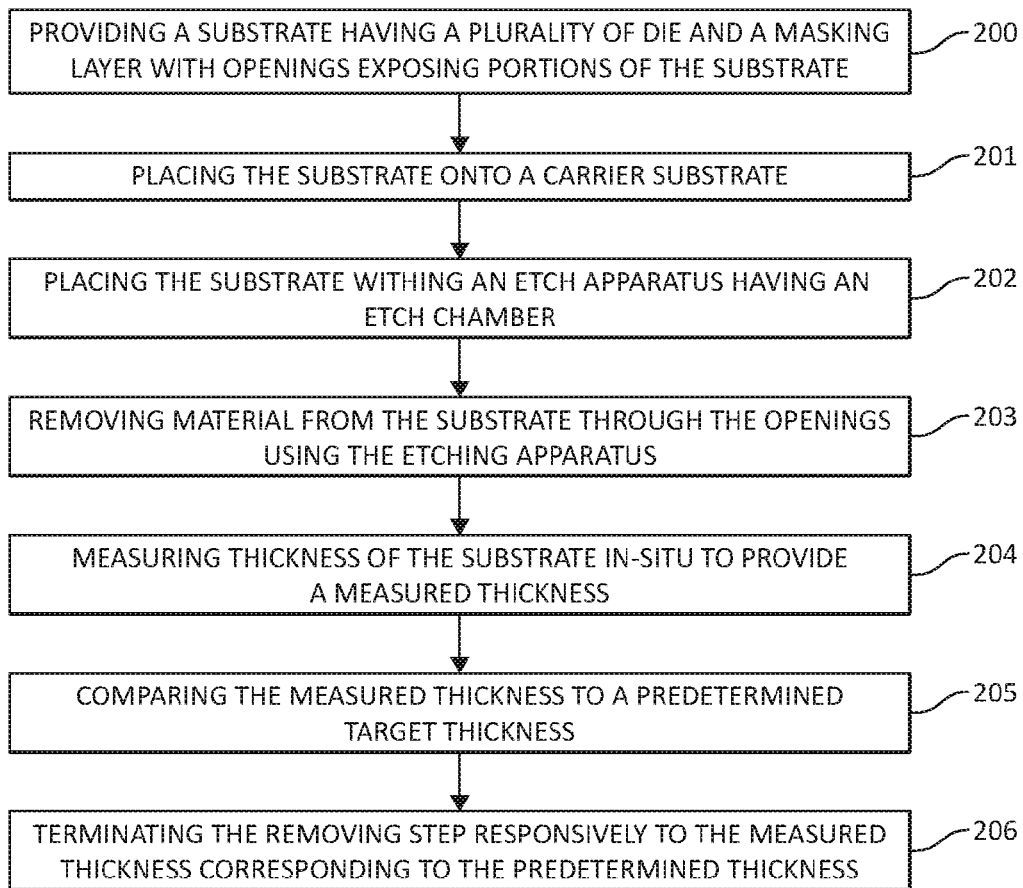 PROVIDING A SUBSTRATE HAVING A PLURALITY OF DIE AND A MASKING
LAYER WITH OPENINGS EXPOSING PORTIONS OF THE SUBSTRATE
200
PLACING THE SUBSTRATE ONTO A CARRIER SUBSTRATE
201
PLACING THE SUBSTRATE WITHING AN ETCH APPARATUS HAVING AN
ETCH CHAMBER
202
REMOVING MATERIAL FROM THE SUBSTRATE THROUGH THE OPENINGS
USING THE ETCHING APPARATUS
203
MEASURING THICKNESS OF THE SUBSTRATE IN-SITU TO PROVIDE
A MEASURED THICKNESS
204
COMPARING THE MEASURED THICKNESS TO A PREDETERMINED
TARGET THICKNESS
205
TERMINATING THE REMOVING STEP RESPONSIVELY TO THE MEASURED
THICKNESS CORRESPONDING TO THE PREDETERMINED THICKNESS
206